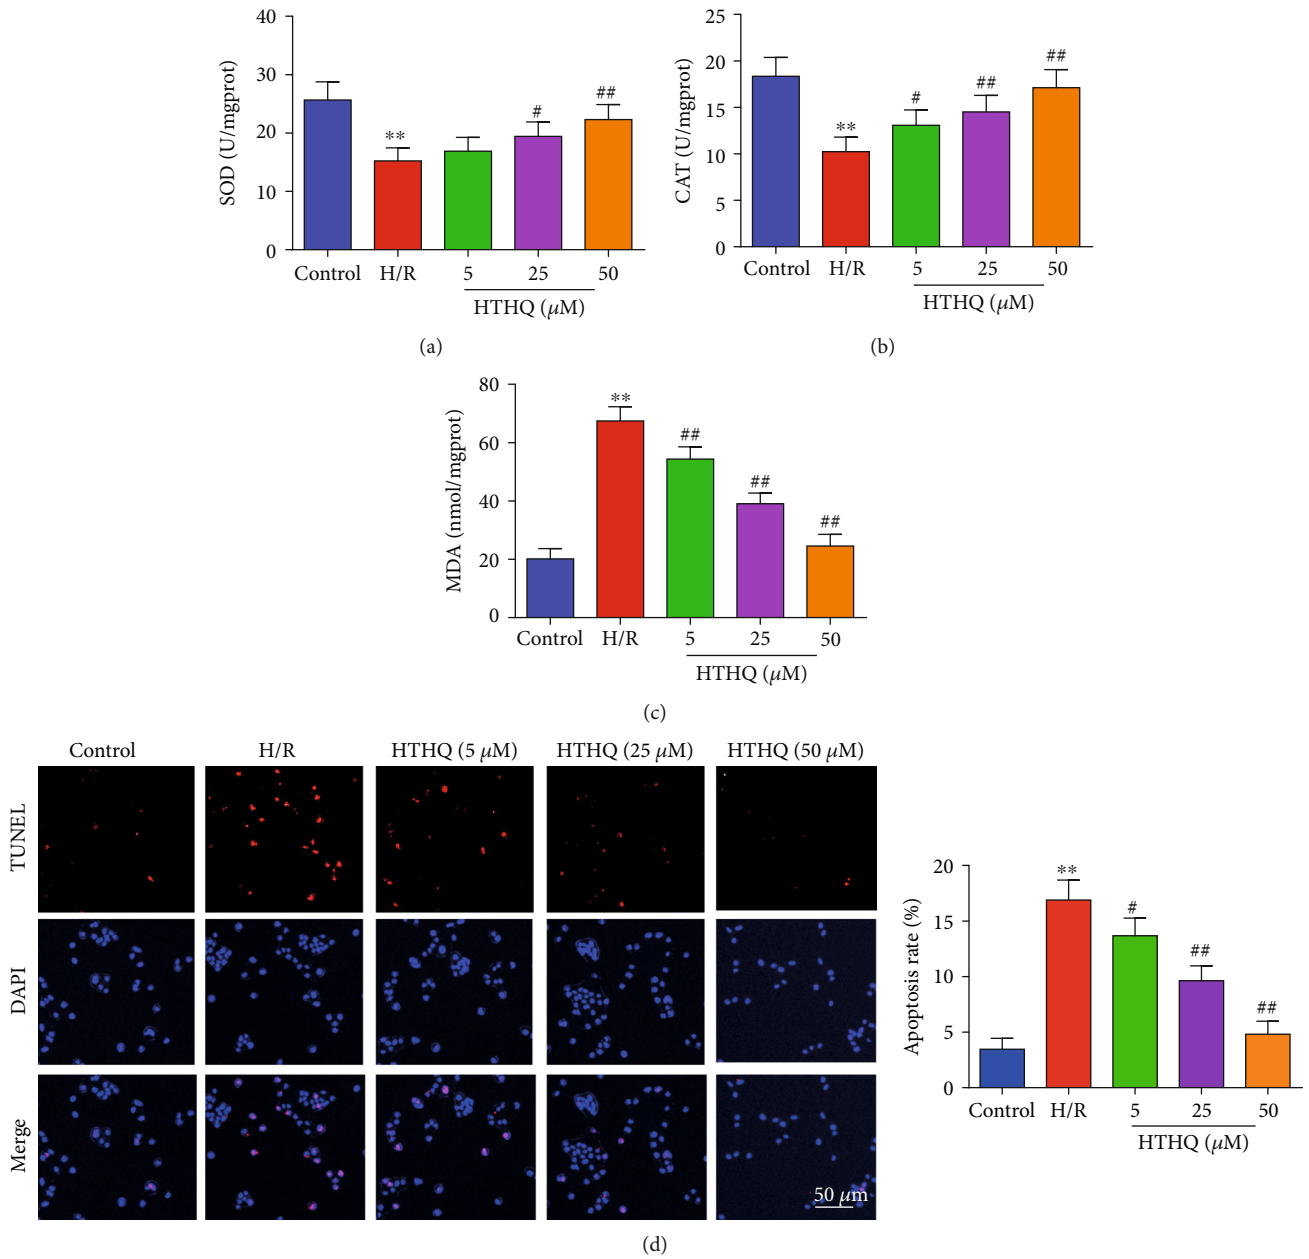 SOD (U/mgprot)
40
30
20
10
0
**
#
##
Control H/R 5 25 50
HTHQ (μM)
(a)
CAT (U/mgprot)
25
20
15
10
5
0
**
#
##
##
Control H/R 5 25 50
HTHQ (μM)
(b)
MDA (nmol/mgprot)
80
60
40
20
0
**
##
##
##
Control H/R 5 25 50
HTHQ (μM)
(c)
Control H/R HTHQ (5 μM) HTHQ (25 μM) HTHQ (50 μM)
TUNEL
DAPI
Merge
50 μm
Apoptosis rate (%)
20
15
10
5
0
**
#
##
##
Control H/R 5 25 50
HTHQ (μM)
(d)